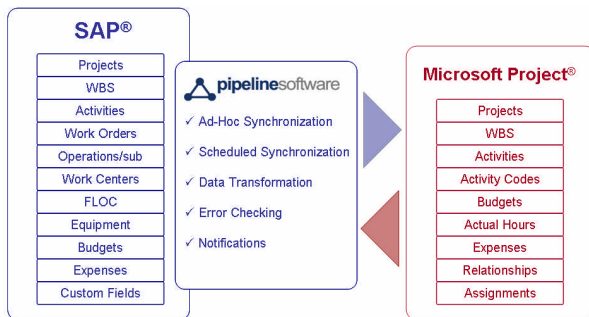 SAP®
Projects
WBS
Activities
Work Orders
Operations/sub
Work Centers
FLOC
Equipment
Budgets
Expenses
Custom Fields
pipelinesoftware
✓ Ad-Hoc Synchronization
✓ Scheduled Synchronization
✓ Data Transformation
✓ Error Checking
✓ Notifications
Microsoft Project®
Projects
WBS
Activities
Activity Codes
Budgets
Actual Hours
Expenses
Relationships
Assignments